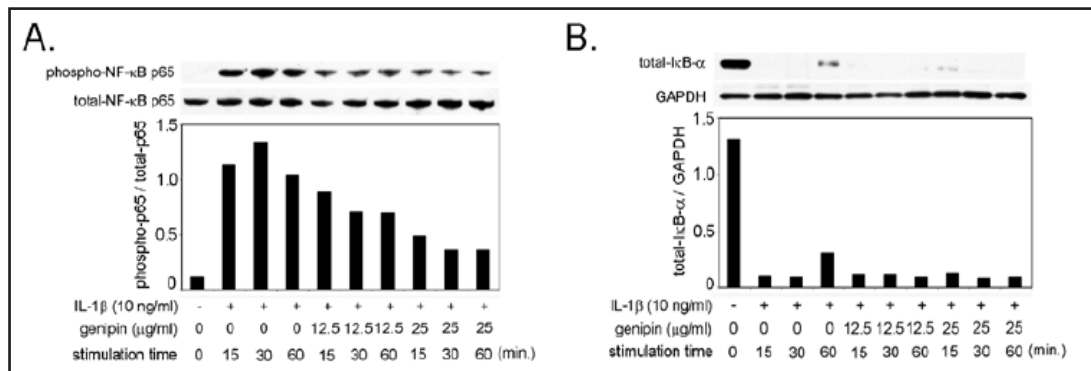 A.
phospho-NF-κB p65
total-NF-κB p65
phospho-p65 / total-p65
1.5
1.0
0.5
0
IL-1β (10 ng/ml) - + + + + + + + + +
genipin (μg/ml) 0 0 0 0 12.5 12.5 12.5 25 25 25
stimulation time 0 15 30 60 15 30 60 15 30 60 (min.)
B.
total-IκB-α
GAPDH
total-IκB-α / GAPDH
1.5
1.0
0.5
0
IL-1β (10 ng/ml) - + + + + + + + + +
genipin (μg/ml) 0 0 0 0 12.5 12.5 12.5 25 25 25
stimulation time 0 15 30 60 15 30 60 15 30 60 (min.)